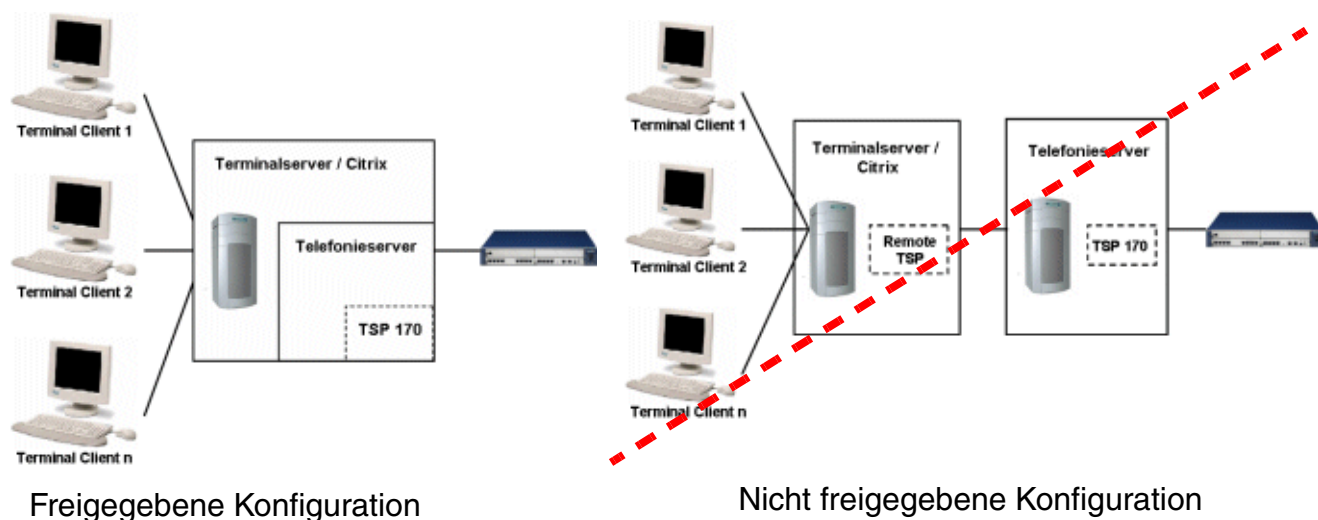 Terminal Client 1
Terminalserver / Citrix
Terminal Client 2
Telefonieserver
TSP 170
Terminal Client n
Freigegebene Konfiguration
Terminal Client 1
Terminalserver /
Citrix
Telefonieserver
Terminal Client 2
Remote
TSP
TSP 170
Terminal Client n
Nicht freigegebene Konfiguration